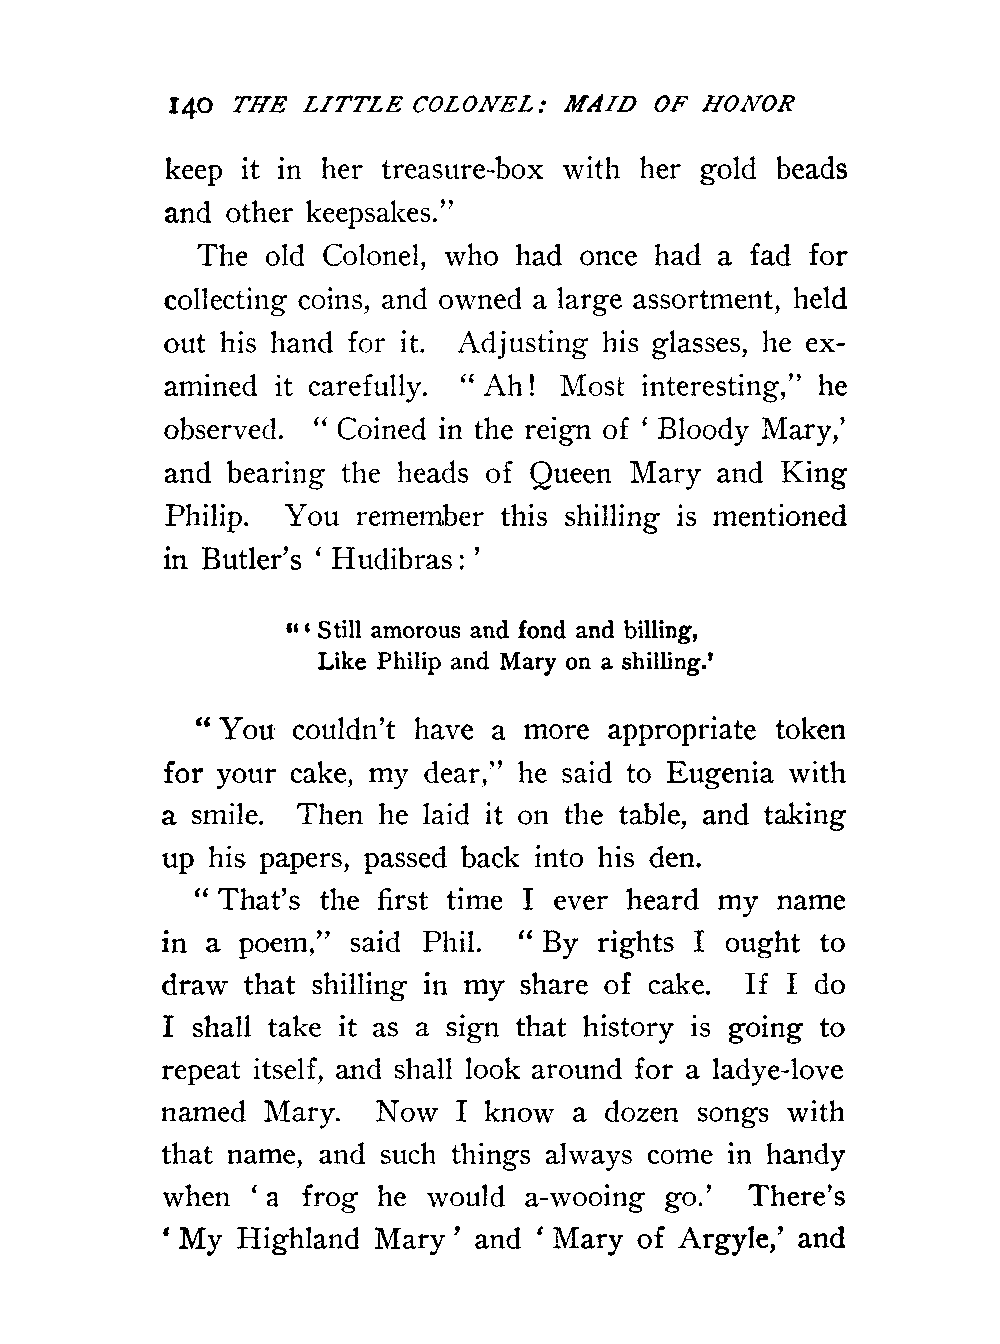 140 THE LITTLE COLONEL: MAID OF HONOR
keep it in her treasure-box with her gold beads
and other keepsakes."
The old Colonel, who had once had a fad for
collecting coins, and owned a large assortment, held
out his hand for it. Adjusting his glasses, he ex-
amined it carefully. "Ah! Most interesting," he
observed. "Coined in the reign of 'Bloody Mary,'
and bearing the heads of Queen Mary and King
Philip. You remember this shilling is mentioned
in Butler's 'Hudibras:'
"'Still amorous and fond and billing,
Like Philip and Mary on a shilling.'
"You couldn't have a more appropriate token
for your cake, my dear," he said to Eugenia with
a smile. Then he laid it on the table, and taking
up his papers, passed back into his den.
"That's the first time I ever heard my name
in a poem," said Phil. "By rights I ought to
draw that shilling in my share of cake. If I do
I shall take it as a sign that history is going to
repeat itself, and shall look around for a ladye-love
named Mary. Now I know a dozen songs with
that name, and such things always come in handy
when 'a frog he would a-wooing go.' There's
'My Highland Mary' and 'Mary of Argyle,' and